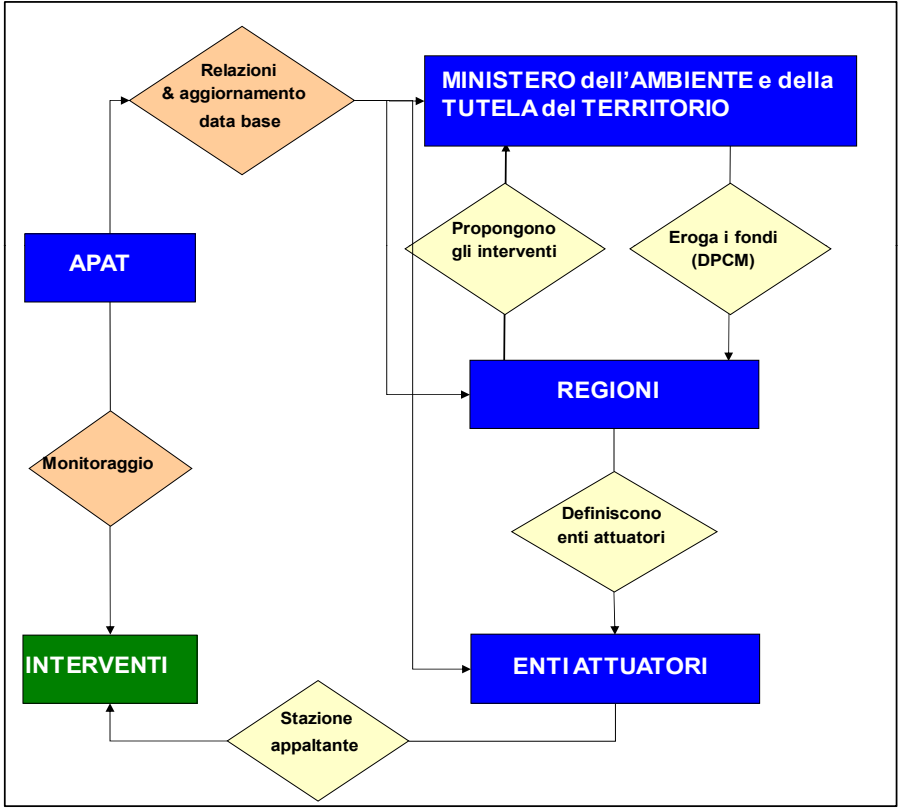 Relazioni
& aggiornamento
data base
MINISTERO dell'AMBIENTE e della
TUTELA del TERRITORIO
Propongono
gli interventi
Eroga i fondi
(DPCM)
APAT
REGIONI
Monitoraggio
Definiscono
enti attuatori
INTERVENTI
ENTI ATTUATORI
Stazione
appaltante